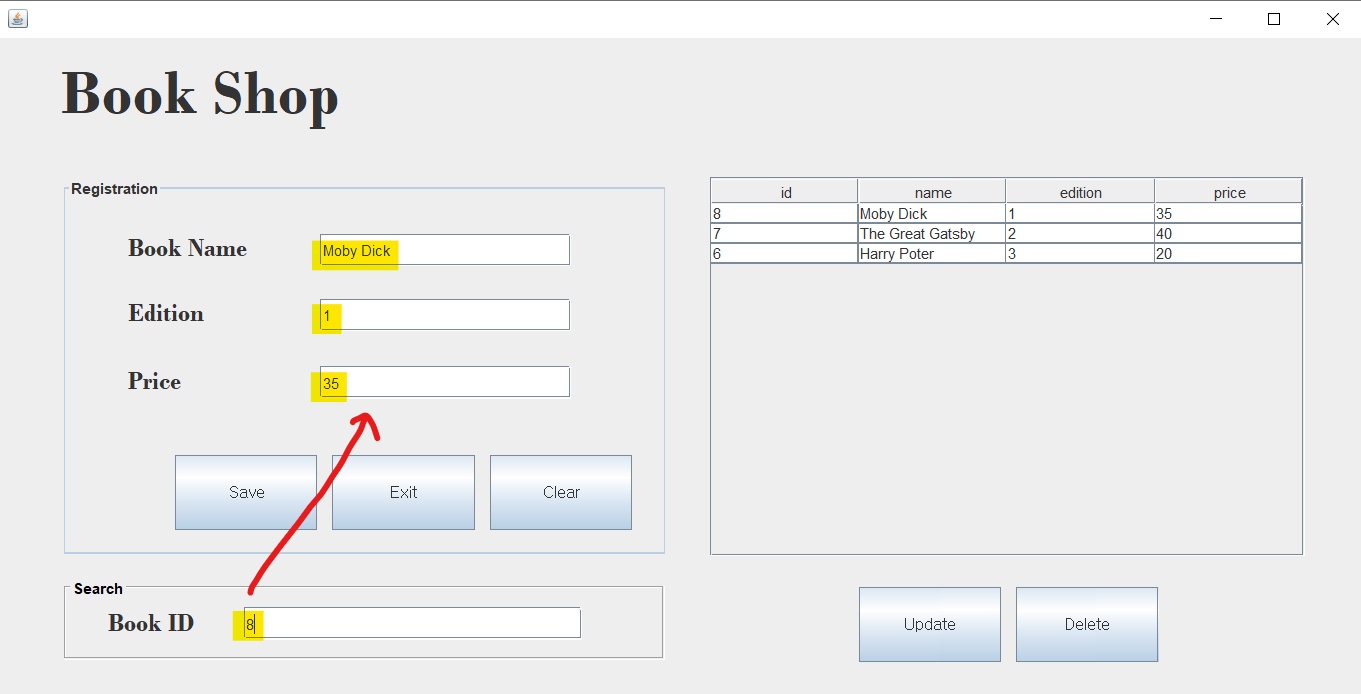 Book Shop
Registration
Book Name Moby Dick
Edition 1
Price 35
Save Exit Clear
Search
Book ID 8
id name edition price
8 Moby Dick 1 35
7 The Great Gatsby 2 40
6 Harry Poter 3 20
Update Delete